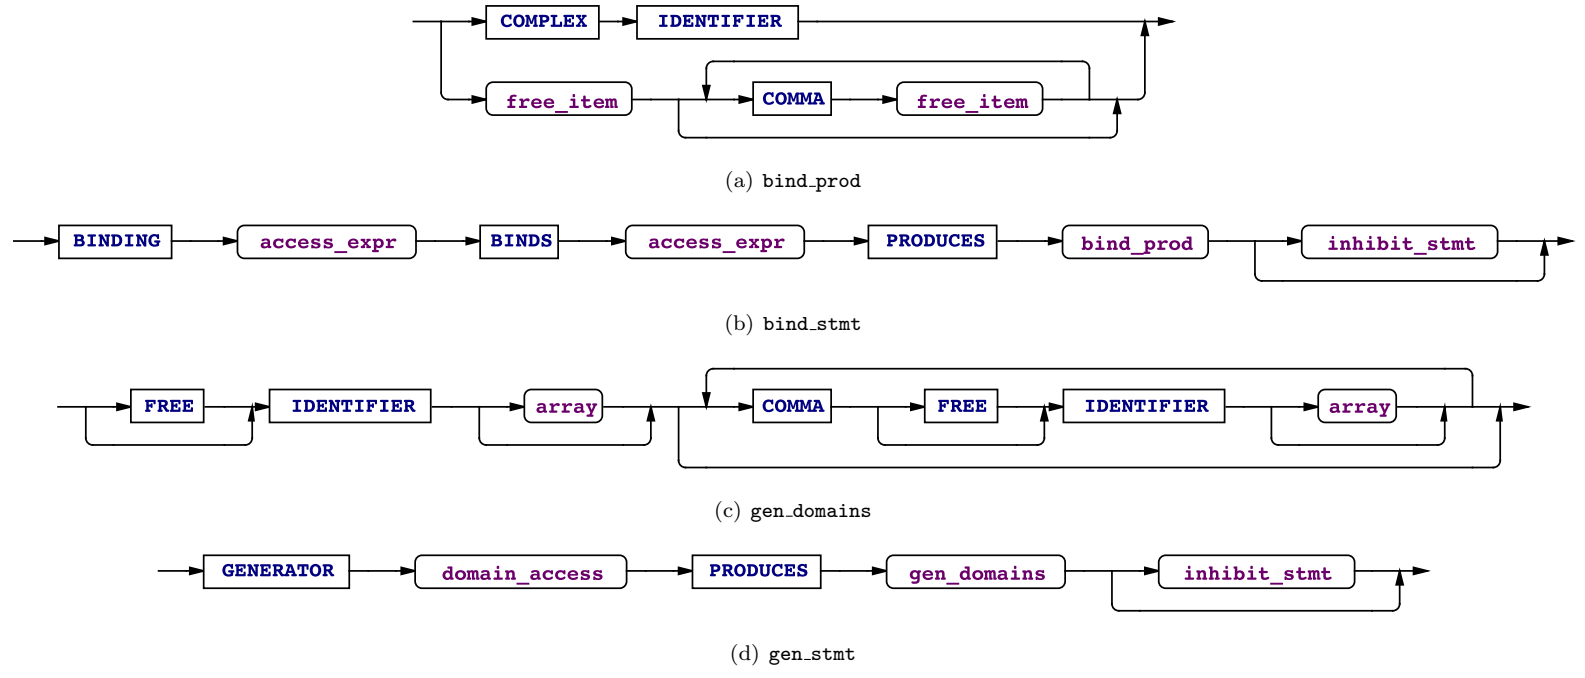 COMPLEX IDENTIFIER
free_item COMMA free_item
(a) bind_prod
BINDING access_expr BINDS access_expr PRODUCES bind_prod inhibit_stmt
(b) bind_stmt
FREE IDENTIFIER array COMMA FREE IDENTIFIER array
(c) gen_domains
GENERATOR domain_access PRODUCES gen_domains inhibit_stmt
(d) gen_stmt